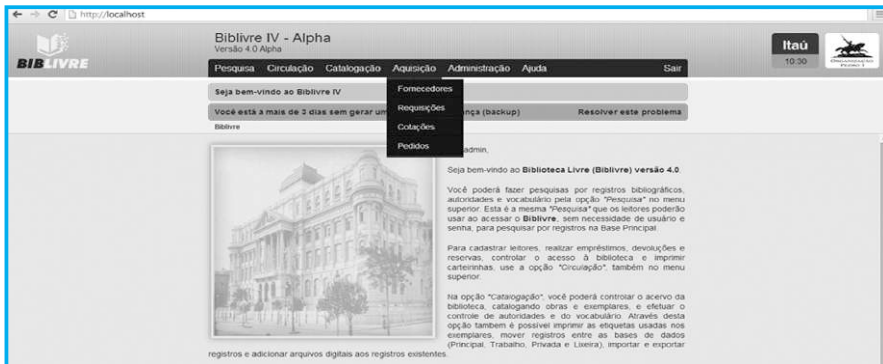 http://localhost
BIBLIVRE
Biblivre IV - Alpha
Versão 4.0 Alpha
Itaú
10:30
ORGANIZAÇÃO
PEDRO I
Pesquisa Circulação Catalogação Aquisição Administração Ajuda Sair
Seja bem-vindo ao Biblivre IV
Fornecedores
Você está a mais de 3 dias sem gerar um ança (backup) Resolver este problema
Requisições
Biblivre
Cotações
Pedidos
admin,
Seja bem-vindo ao Biblioteca Livre (Biblivre) versão 4.0.
Você poderá fazer pesquisas por registros bibliográficos,
autoridades e vocabulário pela opção "Pesquisa" no menu
superior. Esta é a mesma "Pesquisa" que os leitores poderão
usar ao acessar o Biblivre, sem necessidade de usuário e
senha, para pesquisar por registros na Base Principal.
Para cadastrar leitores, realizar empréstimos, devoluções e
reservas, controlar o acesso à biblioteca e imprimir
carteirinhas, use a opção "Circulação", também no menu
superior.
Na opção "Catalogação", você poderá controlar o acervo da
biblioteca, catalogando obras e exemplares, e efetuar o
controle de autoridades e do vocabulário. Através desta
opção tambem é possível imprimir as etiquetas usadas nos
exemplares, mover registros entre as bases de dados
(Principal, Trabalho, Privada e Lixeira), importar e exportar
registros e adicionar arquivos digitais aos registros existentes.